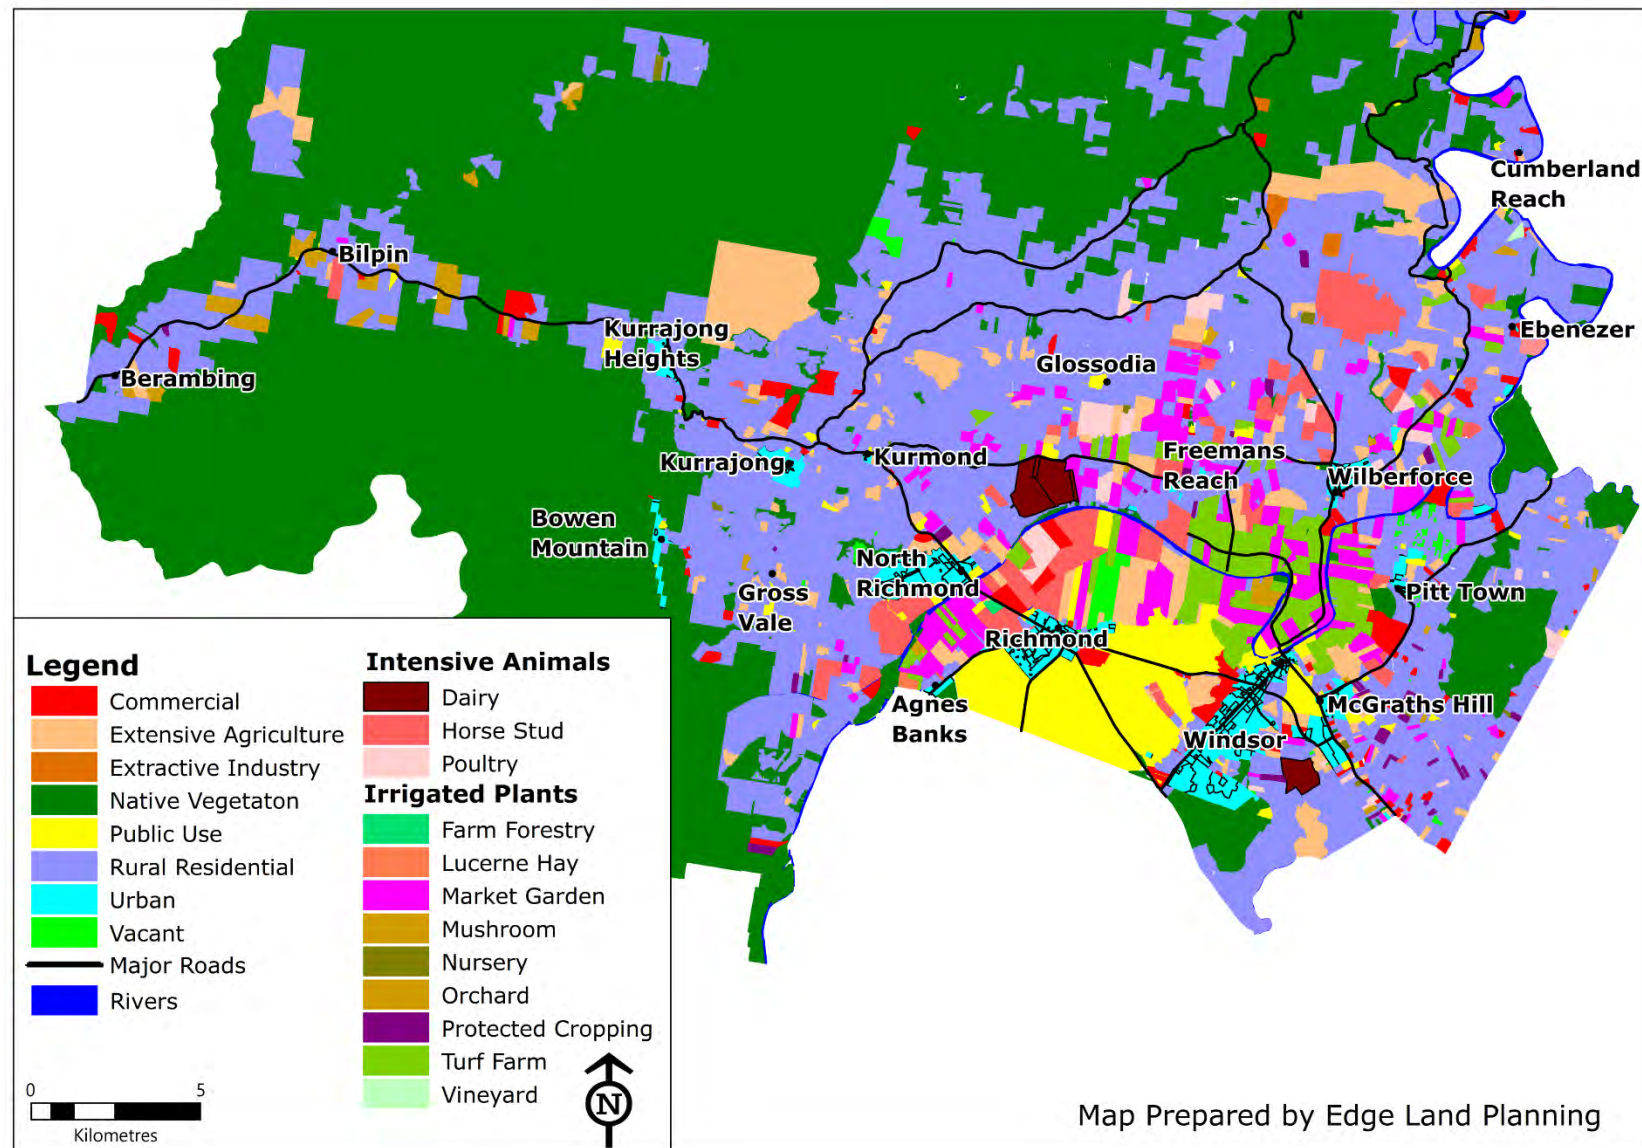 Cumberland
Reach
Bilpin
Kurrajong
Heights
Ebenezer
Glossodia
Berambing
Freemans
Reach
Kurrajong
Kurmond
Wilberforce
Bowen
Mountain
North
Richmond
Gross
Vale
Pitt Town
Richmond
Agnes
Banks
McGraths Hill
Windsor
Legend
Commercial
Extensive Agriculture
Extractive Industry
Native Vegetaton
Public Use
Rural Residential
Urban
Vacant
Major Roads
Rivers
Intensive Animals
Dairy
Horse Stud
Poultry
Irrigated Plants
Farm Forestry
Lucerne Hay
Market Garden
Mushroom
Nursery
Orchard
Protected Cropping
Turf Farm
Vineyard
0 5
Kilometres
N
Map Prepared by Edge Land Planning